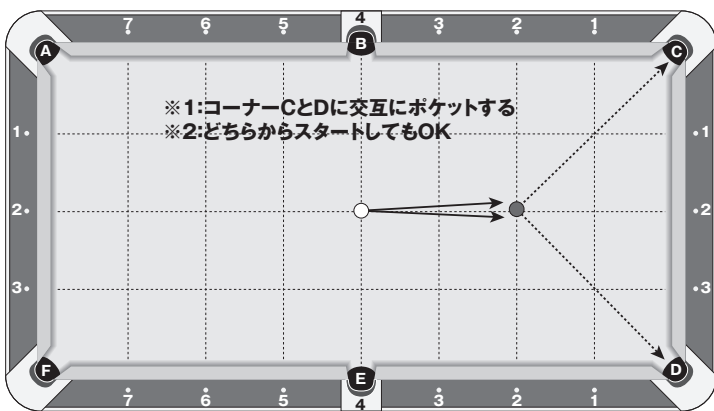 7 6 5 4 3 2 1
A B C
※1:コーナーCとDに交互にポケットする
※2:どちらからスタートしてもOK
1 1
2 2
3 3
F E D
7 6 5 4 3 2 1